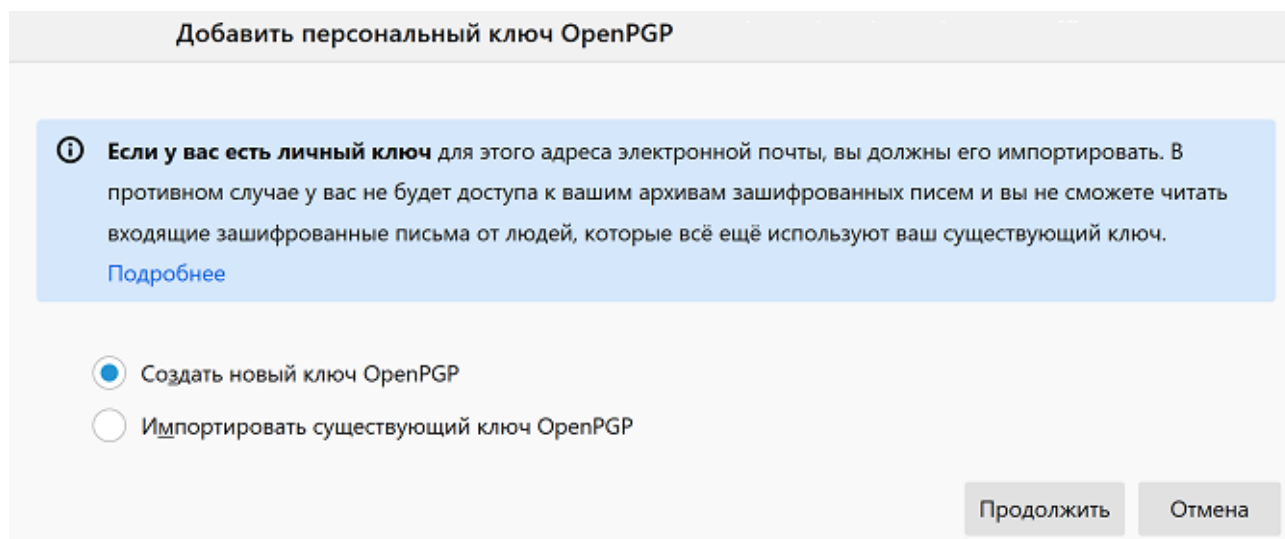 Добавить персональный ключ OpenPGP
Если у вас есть личный ключ для этого адреса электронной почты, вы должны его импортировать. В
противном случае у вас не будет доступа к вашим архивам зашифрованных писем и вы не сможете читать
входящие зашифрованные письма от людей, которые всё ещё используют ваш существующий ключ.
Подробнее
Создать новый ключ OpenPGP
Импортировать существующий ключ OpenPGP
Продолжить Отмена